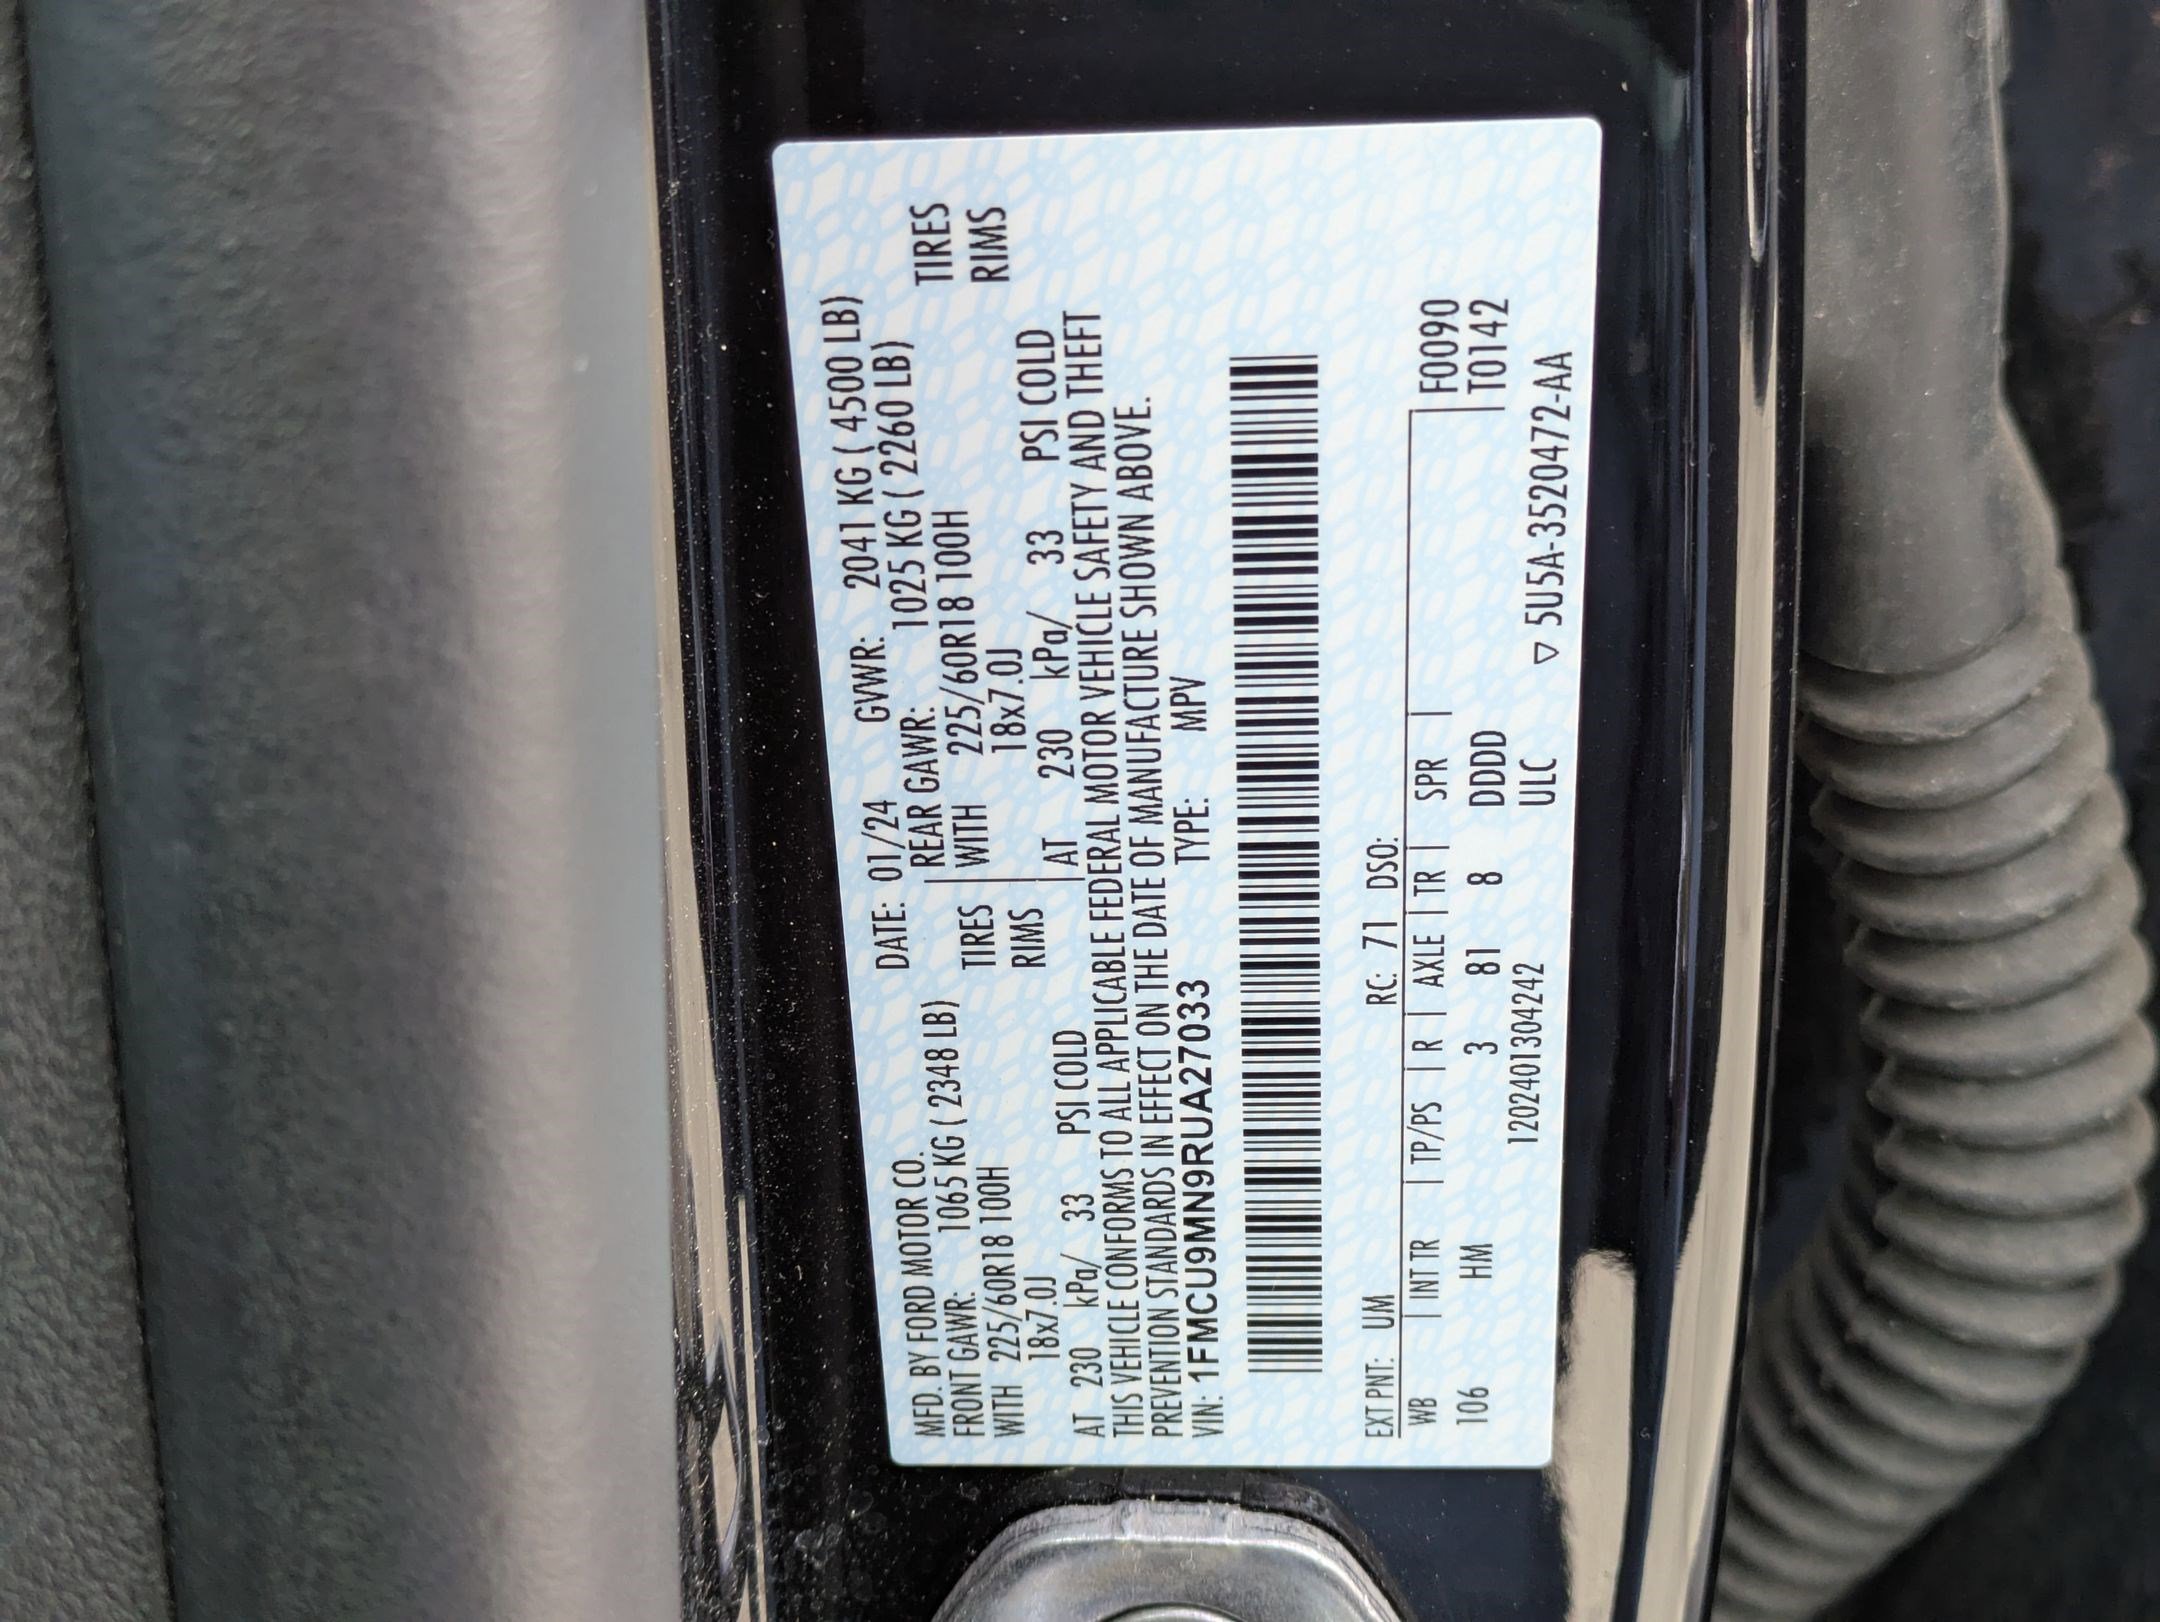 MFD. BY FORD MOTOR CO. DATE: 01/24 GVWR: 2041 KG ( 4500 LB)
FRONT GAWR: 1065 KG ( 2348 LB) REAR GAWR: 1025 KG ( 2260 LB)
WITH 225/60R18 100H TIRES WITH 225/60R18 100H TIRES
18x7.0J RIMS 18x7.0J RIMS
AT 230 kPa/ 33 PSI COLD AT 230 kPa/ 33 PSI COLD
THIS VEHICLE CONFORMS TO ALL APPLICABLE FEDERAL MOTOR VEHICLE SAFETY AND THEFT
PREVENTION STANDARDS IN EFFECT ON THE DATE OF MANUFACTURE SHOWN ABOVE.
VIN: 1FMCU9MN9RUA27033 TYPE: MPV
EXT PNT: UM RC: 71 DSO:
WB INT TR TP/PS R AXLE TR SPR F0090
106 HM 3 81 8 DDDD T0142
1202401304242 ULC ▽ 5U5A-3520472-AA